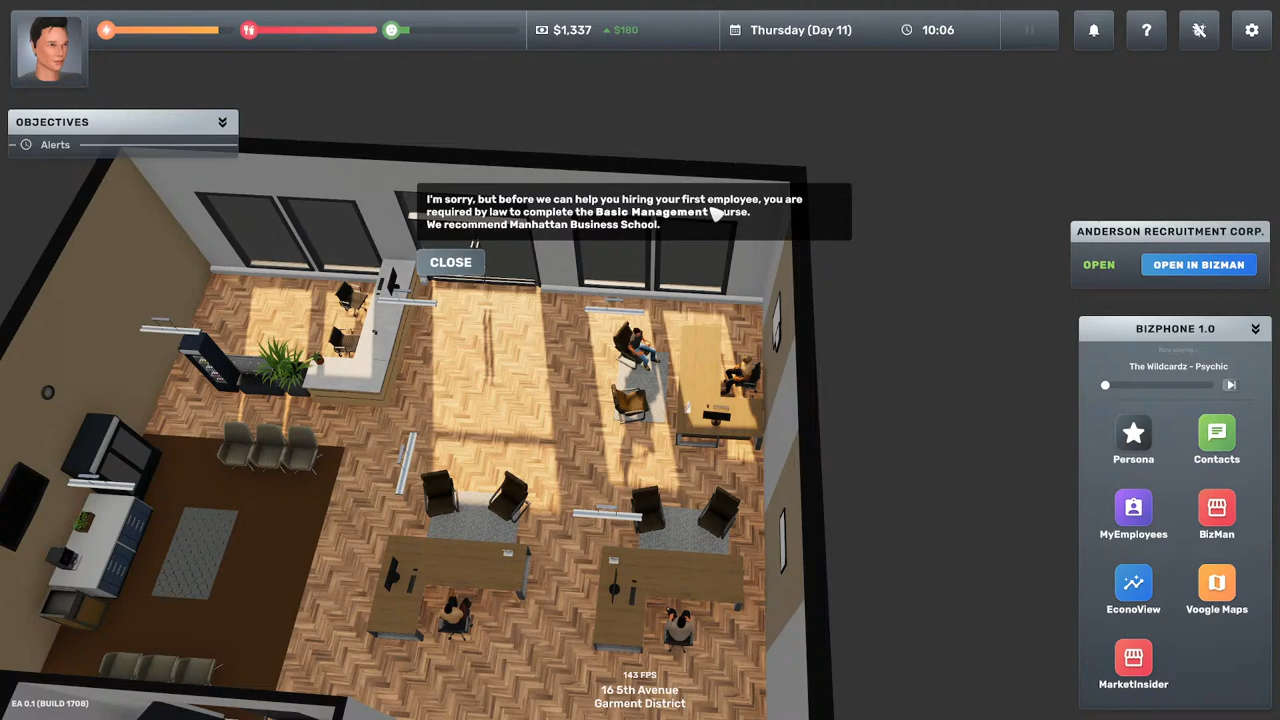 $1,337
$180
Thursday (Day 11)
10:06
OBJECTIVES
Alerts
I'm sorry, but before we can help you hiring your first employee, you are
required by law to complete the Basic Management
We recommend Manhattan Business School.
CLOSE
ANDERSON RECRUITMENT CORP.
OPEN
OPEN IN BIZMAN
BIZPHONE 1.0
Now playing...
The Wildcardz - Psychic
Persona
Contacts
MyEmployees
BizMan
EconoView
Voogle Maps
MarketInsider
143 FPS
16 5th Avenue
Garment District
EA 0.1 (BUILD 1708)